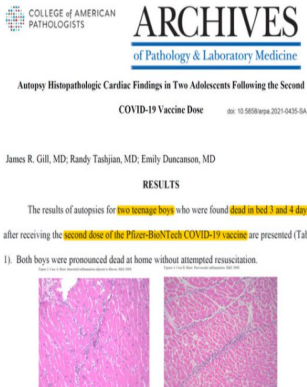 COLLEGE of AMERICAN
PATHOLOGISTS
ARCHIVES
of Pathology & Laboratory Medicine
Autopsy Histopathologic Cardiac Findings in Two Adolescents Following the Second
COVID-19 Vaccine Dose
doi: 10.5858/arpa.2021-0435-SA
James R. Gill, MD; Randy Tashjian, MD; Emily Duncanson, MD
RESULTS
The results of autopsies for two teenage boys who were found dead in bed 3 and 4 day
after receiving the second dose of the Pfizer-BioNTech COVID-19 vaccine are presented (Tal
1). Both boys were pronounced dead at home without attempted resuscitation.